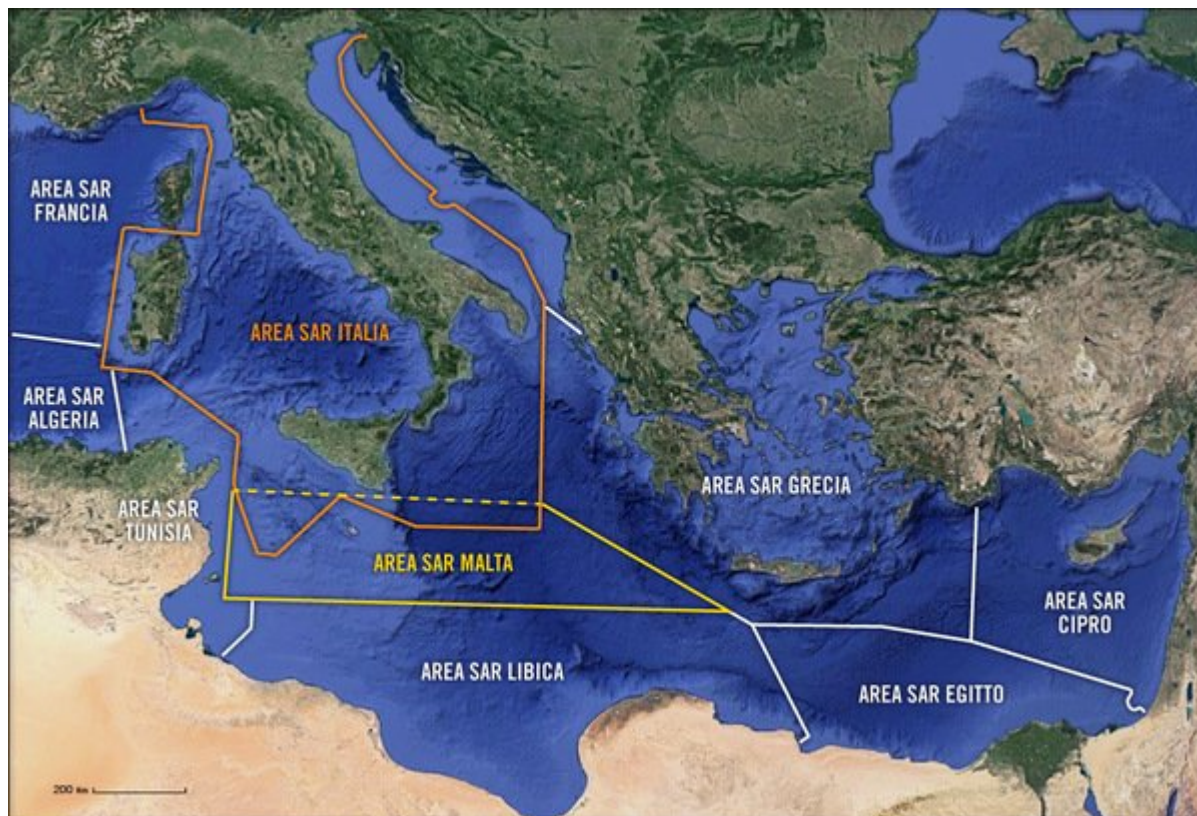 AREA SAR
FRANCIA
AREA SAR ITALIA
AREA SAR
ALGERIA
AREA SAR
TUNISIA
AREA SAR GRECIA
AREA SAR MALTA
AREA SAR
CIPRO
AREA SAR LIBICA
AREA SAR EGITTO
200 Km